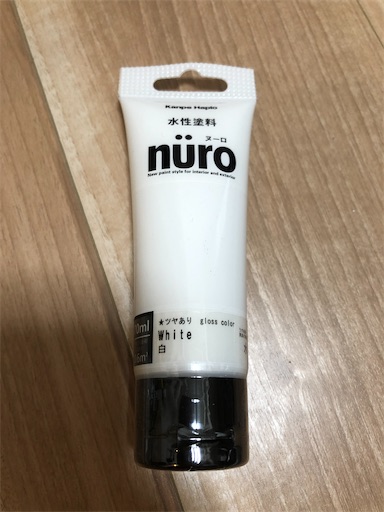 Kanpe Hapio
水性塗料
ヌーロ
nüro
New paint style for interior and exterior
★ツヤあり gloss color
White
白